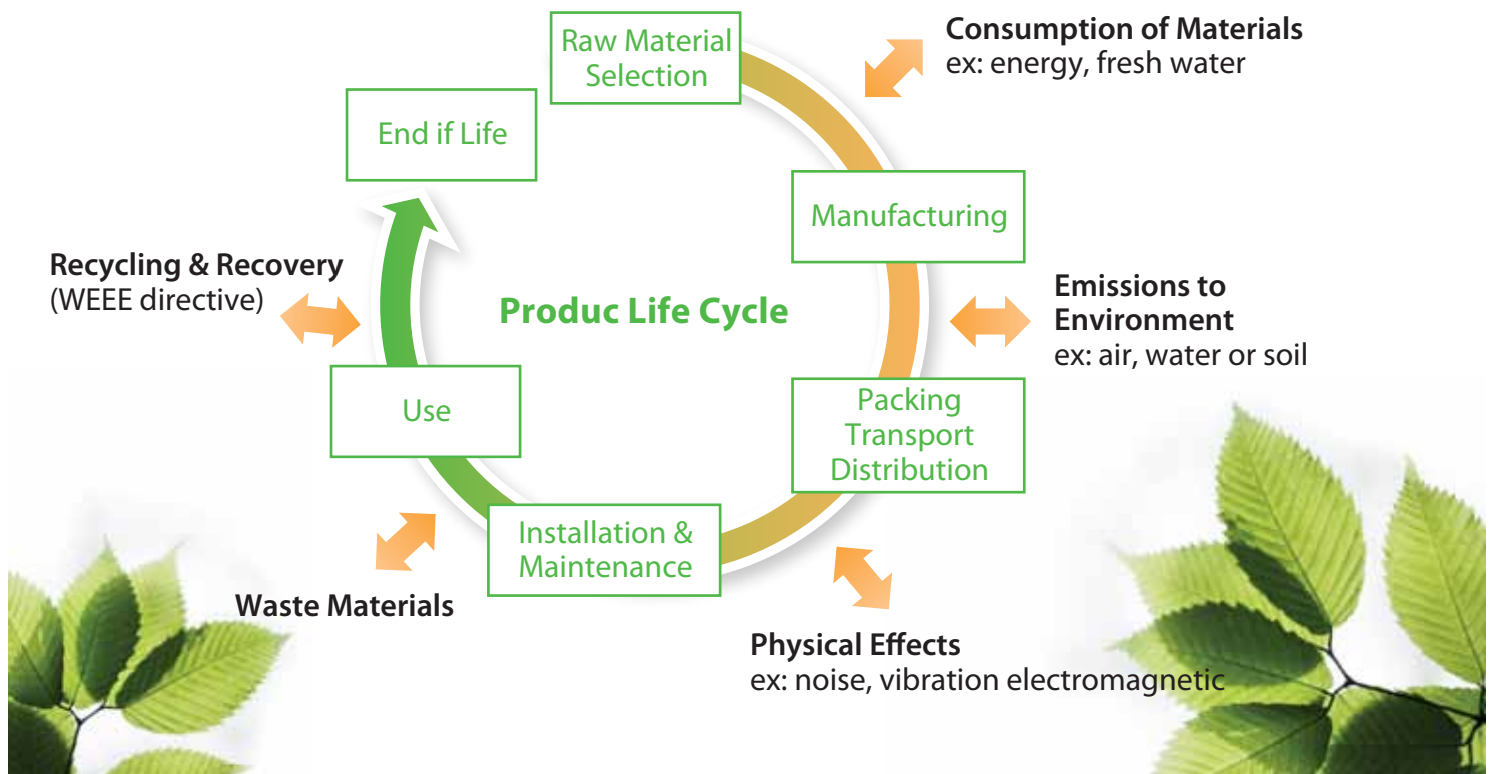 Raw Material
Selection
Consumption of Materials
ex: energy, fresh water
End if Life
Manufacturing
Recycling & Recovery
(WEEE directive)
Produc Life Cycle
Emissions to
Environment
ex: air, water or soil
Use
Packing
Transport
Distribution
Installation &
Maintenance
Waste Materials
Physical Effects
ex: noise, vibration electromagnetic